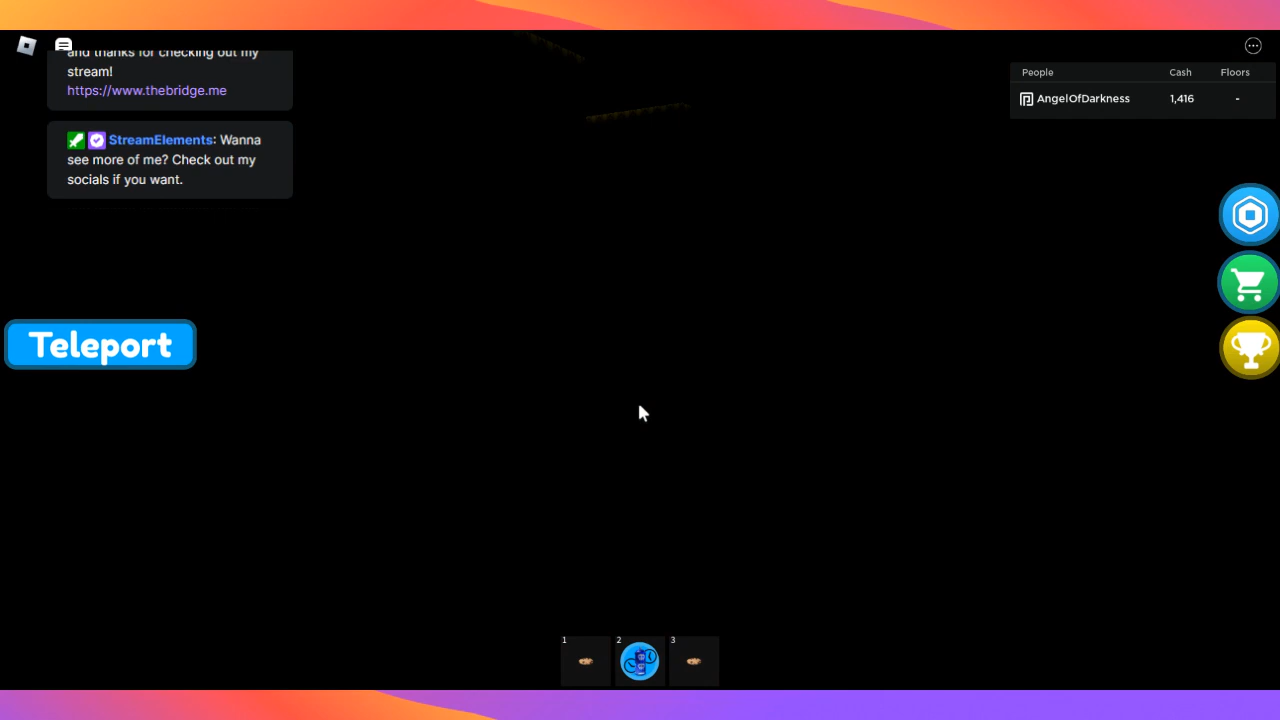 and thanks for checking out my
stream!
https://www.thebridge.me
StreamElements: Wanna
see more of me? Check out my
socials if you want.
People Cash Floors
AngelOfDarkness 1,416 -
Teleport
1 2 3